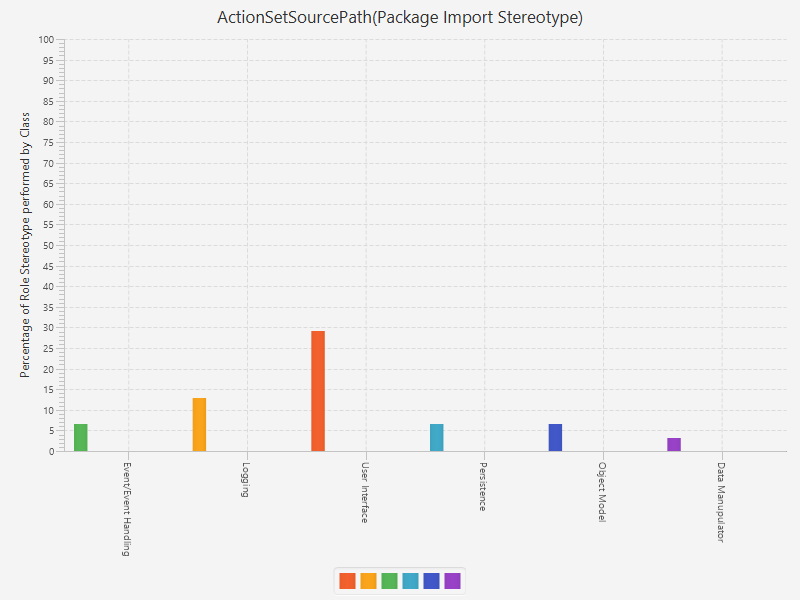 ActionSetSourcePath(Package Import Stereotype)
Percentage of Role Stereotype performed by Class
100
95
90
85
80
75
70
65
60
55
50
45
40
35
30
25
20
15
10
5
0
Event/Event Handling
Logging
User Interface
Persistence
Object Model
Data Manupulator